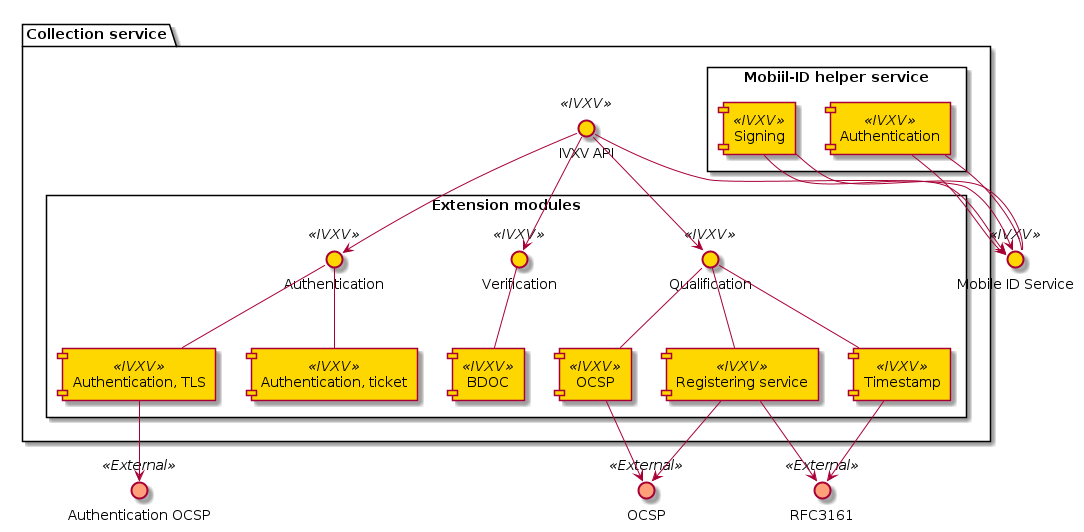 Collection service
Mobiil-ID helper service
«IVXV»
Signing
«IVXV»
Authentication
«IVXV»
IVXV API
Extension modules
«IVXV»
Authentication
«IVXV»
Verification
«IVXV»
Qualification
«IVXV»
Mobile ID Service
«IVXV»
Authentication, TLS
«IVXV»
Authentication, ticket
«IVXV»
BDOC
«IVXV»
OCSP
«IVXV»
Registering service
«IVXV»
Timestamp
«External»
Authentication OCSP
«External»
OCSP
«External»
RFC3161